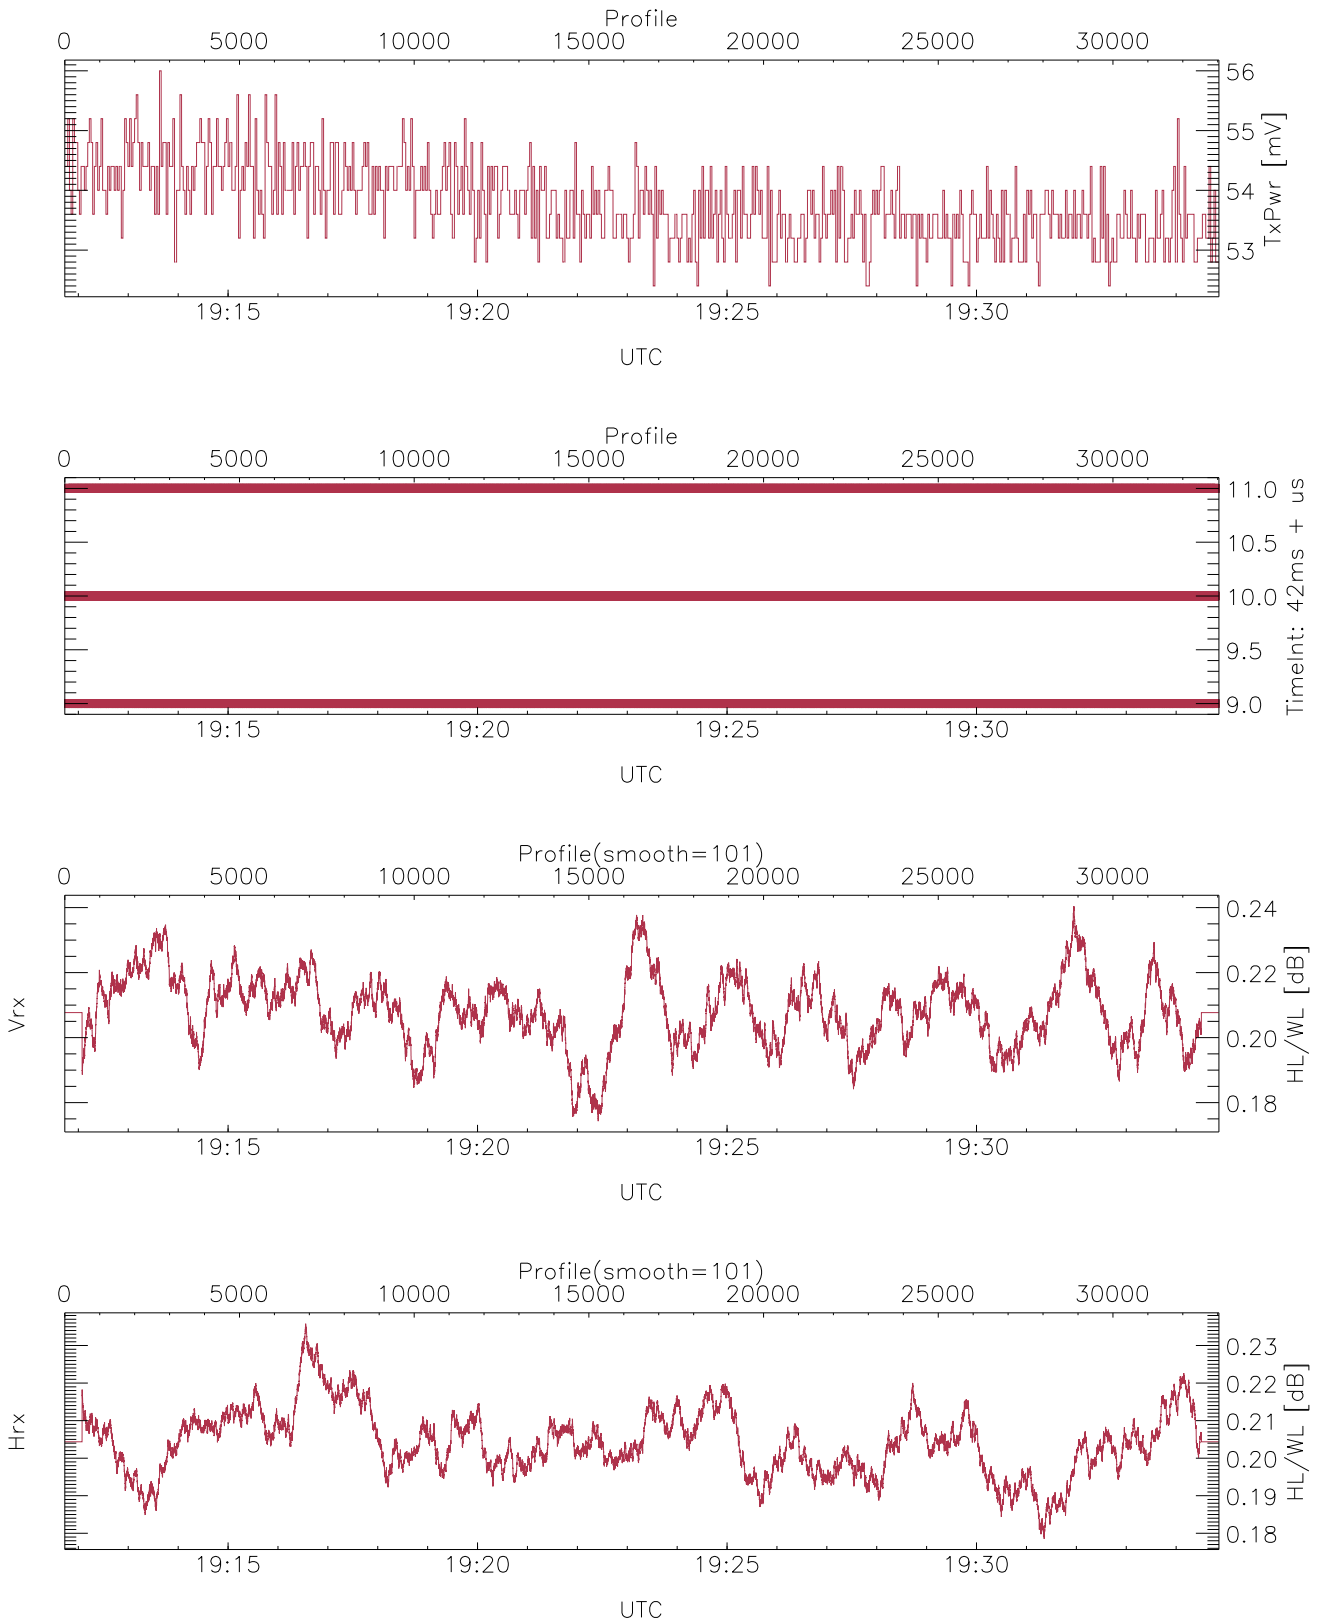 Profile
0 5000 10000 15000 20000 25000 30000
56
55
54
53
TxPwr [mV]
19:15 19:20 19:25 19:30
UTC
Profile
0 5000 10000 15000 20000 25000 30000
11.0
10.5
10.0
9.5
9.0
TimeInt: 42ms + us
19:15 19:20 19:25 19:30
UTC
Profile(smooth=101)
0 5000 10000 15000 20000 25000 30000
Vrx
0.24
0.22
0.20
0.18
HL/WL [dB]
19:15 19:20 19:25 19:30
UTC
Profile(smooth=101)
0 5000 10000 15000 20000 25000 30000
Hrx
0.23
0.22
0.21
0.20
0.19
0.18
HL/WL [dB]
19:15 19:20 19:25 19:30
UTC